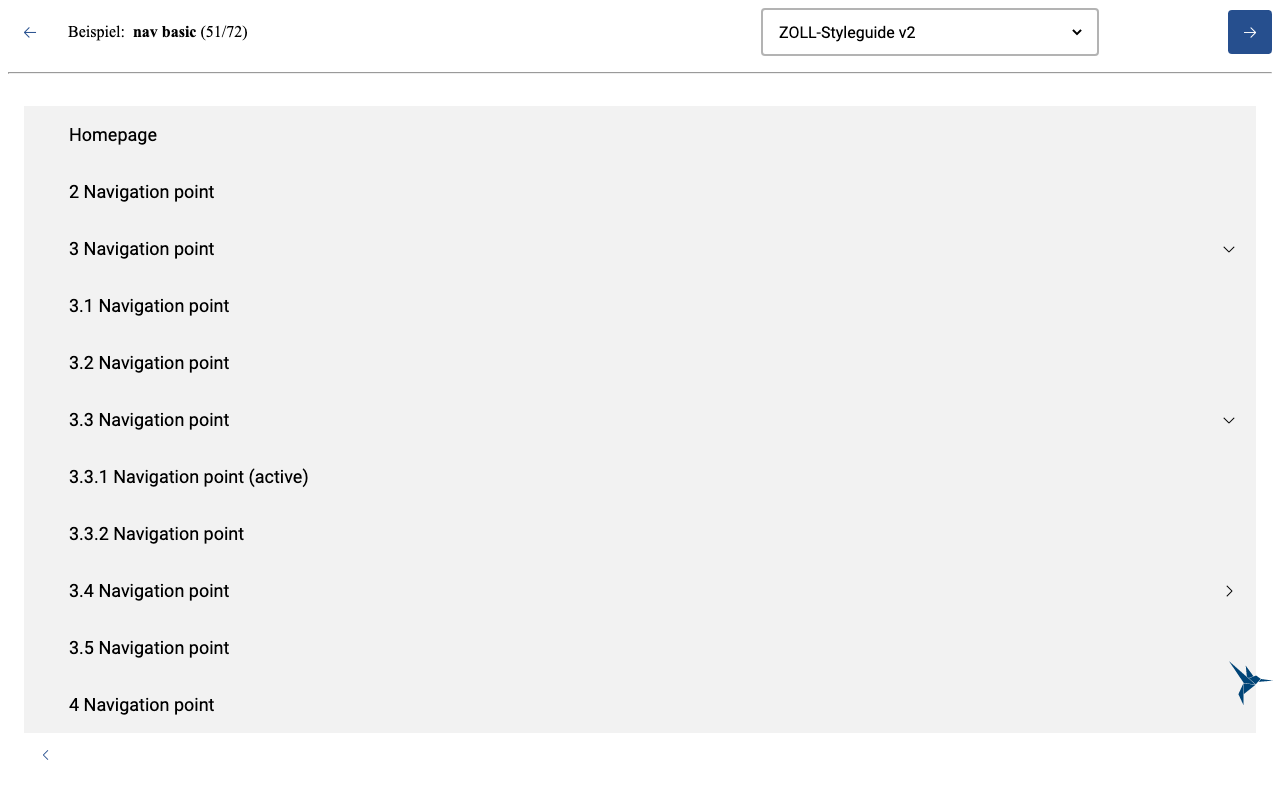 Beispiel: nav basic (51/72)
ZOLL-Styleguide v2
Homepage
2 Navigation point
3 Navigation point
3.1 Navigation point
3.2 Navigation point
3.3 Navigation point
3.3.1 Navigation point (active)
3.3.2 Navigation point
3.4 Navigation point
3.5 Navigation point
4 Navigation point